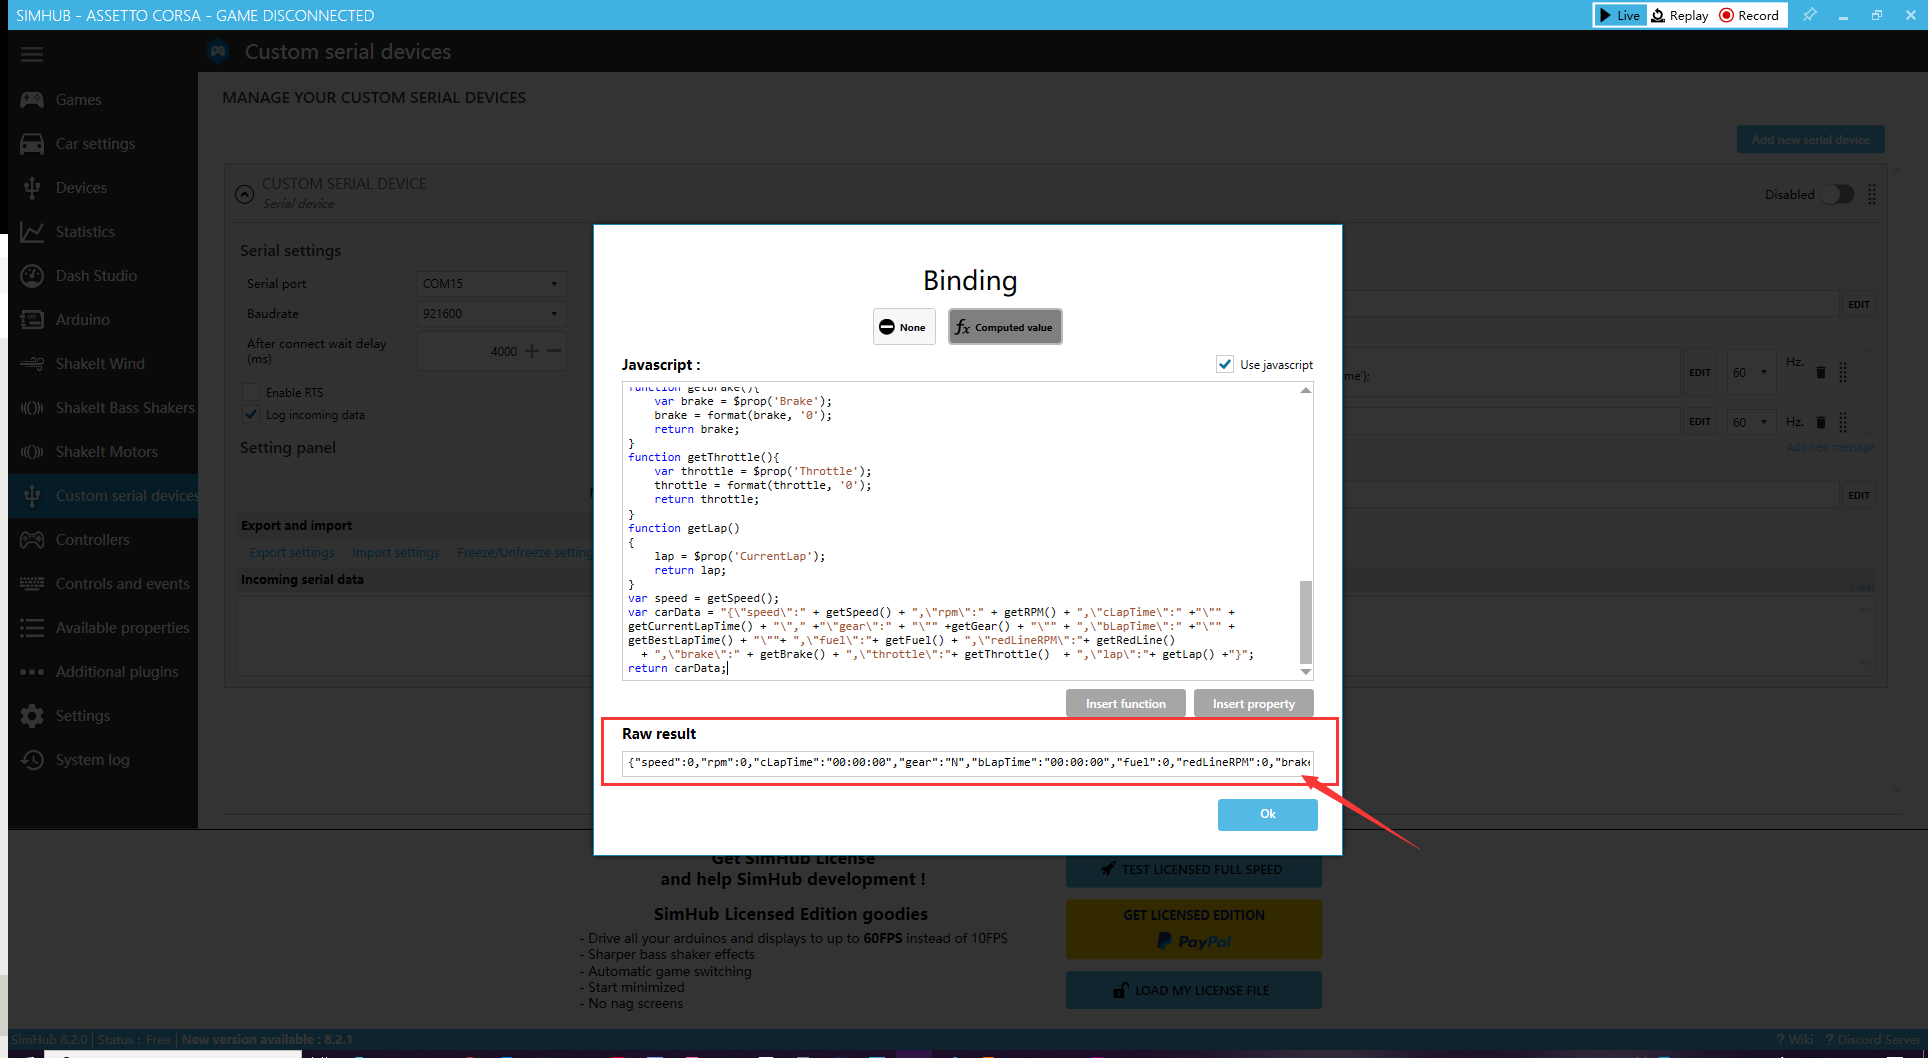 SIMHUB - ASSETTO CORSA - GAME DISCONNECTED
Live
Replay
Record
Custom serial devices
Games
Car settings
Devices
Statistics
Dash Studio
Arduino
ShakeIt Wind
ShakeIt Bass Shakers
ShakeIt Motors
Custom serial devices
Controllers
Controls and events
Available properties
Additional plugins
Settings
System log
MANAGE YOUR CUSTOM SERIAL DEVICES
Add new serial device
CUSTOM SERIAL DEVICE
Serial device
Disabled
Serial settings
Serial port
COM15
Baudrate
921600
After connect wait delay
(ms)
4000
Enable RTS
Log incoming data
Setting panel
Export and import
Export settings
Import settings
Freeze/Unfreeze setting
Incoming serial data
EDIT
me');
EDIT
60
Hz.
EDIT
60
Hz.
Add new message
EDIT
Clear
Binding
None
fx Computed value
Javascript :
Use javascript
function getBrake(){
var brake = $prop('Brake');
brake = format(brake, '0');
return brake;
}
function getThrottle(){
var throttle = $prop('Throttle');
throttle = format(throttle, '0');
return throttle;
}
function getLap()
{
lap = $prop('CurrentLap');
return lap;
}
var speed = getSpeed();
var carData = "{\"speed\":" + getSpeed() + ",\"rpm\":" + getRPM() + ",\"cLapTime\":" +"\"" +
getCurrentLapTime() + "\"," +"\"gear\":" + "\"" +getGear() + "\"" + ",\"bLapTime\":" +"\"" +
getBestLapTime() + "\""+ ",\"fuel\":"+ getFuel() + ",\"redLineRPM\":"+ getRedLine()
+ ",\"brake\":" + getBrake() + ",\"throttle\":"+ getThrottle()  + ",\"lap\":"+ getLap() +"}";
return carData;
Insert function
Insert property
Raw result
{"speed":0,"rpm":0,"cLapTime":"00:00:00","gear":"N","bLapTime":"00:00:00","fuel":0,"redLineRPM":0,"brake
Ok
Get SimHub License
and help SimHub development !
SimHub Licensed Edition goodies
- Drive all your arduinos and displays to up to 60FPS instead of 10FPS
- Sharper bass shaker effects
- Automatic game switching
- Start minimized
- No nag screens
TEST LICENSED FULL SPEED
GET LICENSED EDITION
PayPal
LOAD MY LICENSE FILE
SimHub 8.2.0
Status : Free
New version available : 8.2.1
? Wiki
? Discord Server